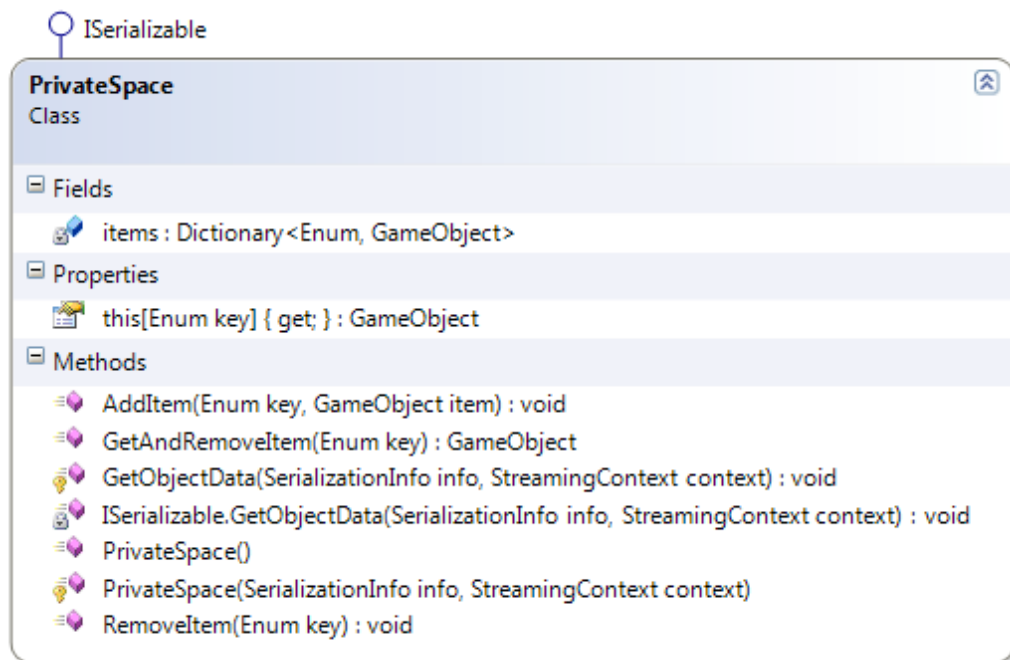 ISerializable
PrivateSpace
Class
Fields
items : Dictionary<Enum, GameObject>
Properties
this[Enum key] { get; } : GameObject
Methods
AddItem(Enum key, GameObject item) : void
GetAndRemoveItem(Enum key) : GameObject
GetObjectData(SerializationInfo info, StreamingContext context) : void
ISerializable.GetObjectData(SerializationInfo info, StreamingContext context) : void
PrivateSpace()
PrivateSpace(SerializationInfo info, StreamingContext context)
RemoveItem(Enum key) : void